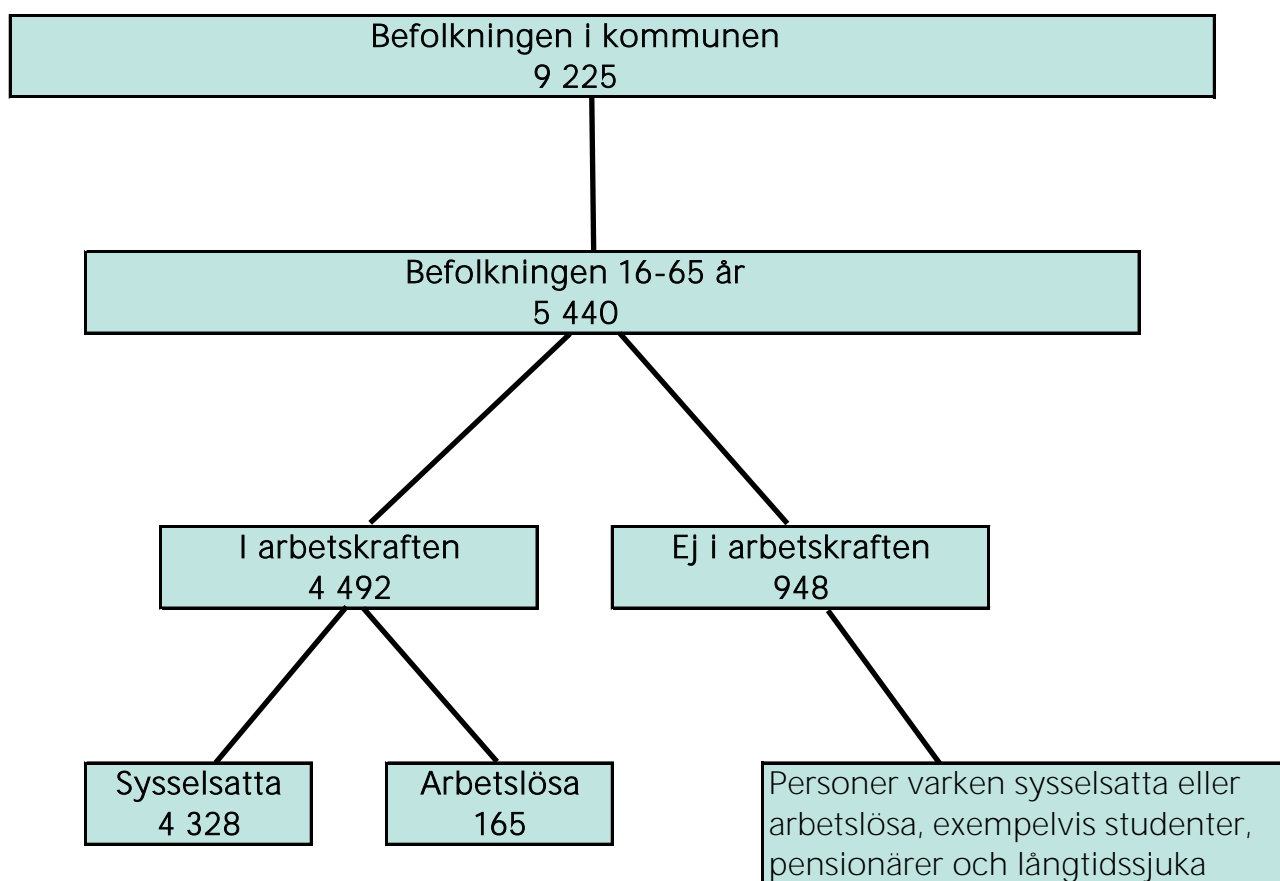 Befolkningen i kommunen
9 225
Befolkningen 16-65 år
5 440
I arbetskraften
4 492
Ej i arbetskraften
948
Sysselsatta
4 328
Arbetslösa
165
Personer varken sysselsatta eller
arbetslösa, exempelvis studenter,
pensionärer och långtidssjuka